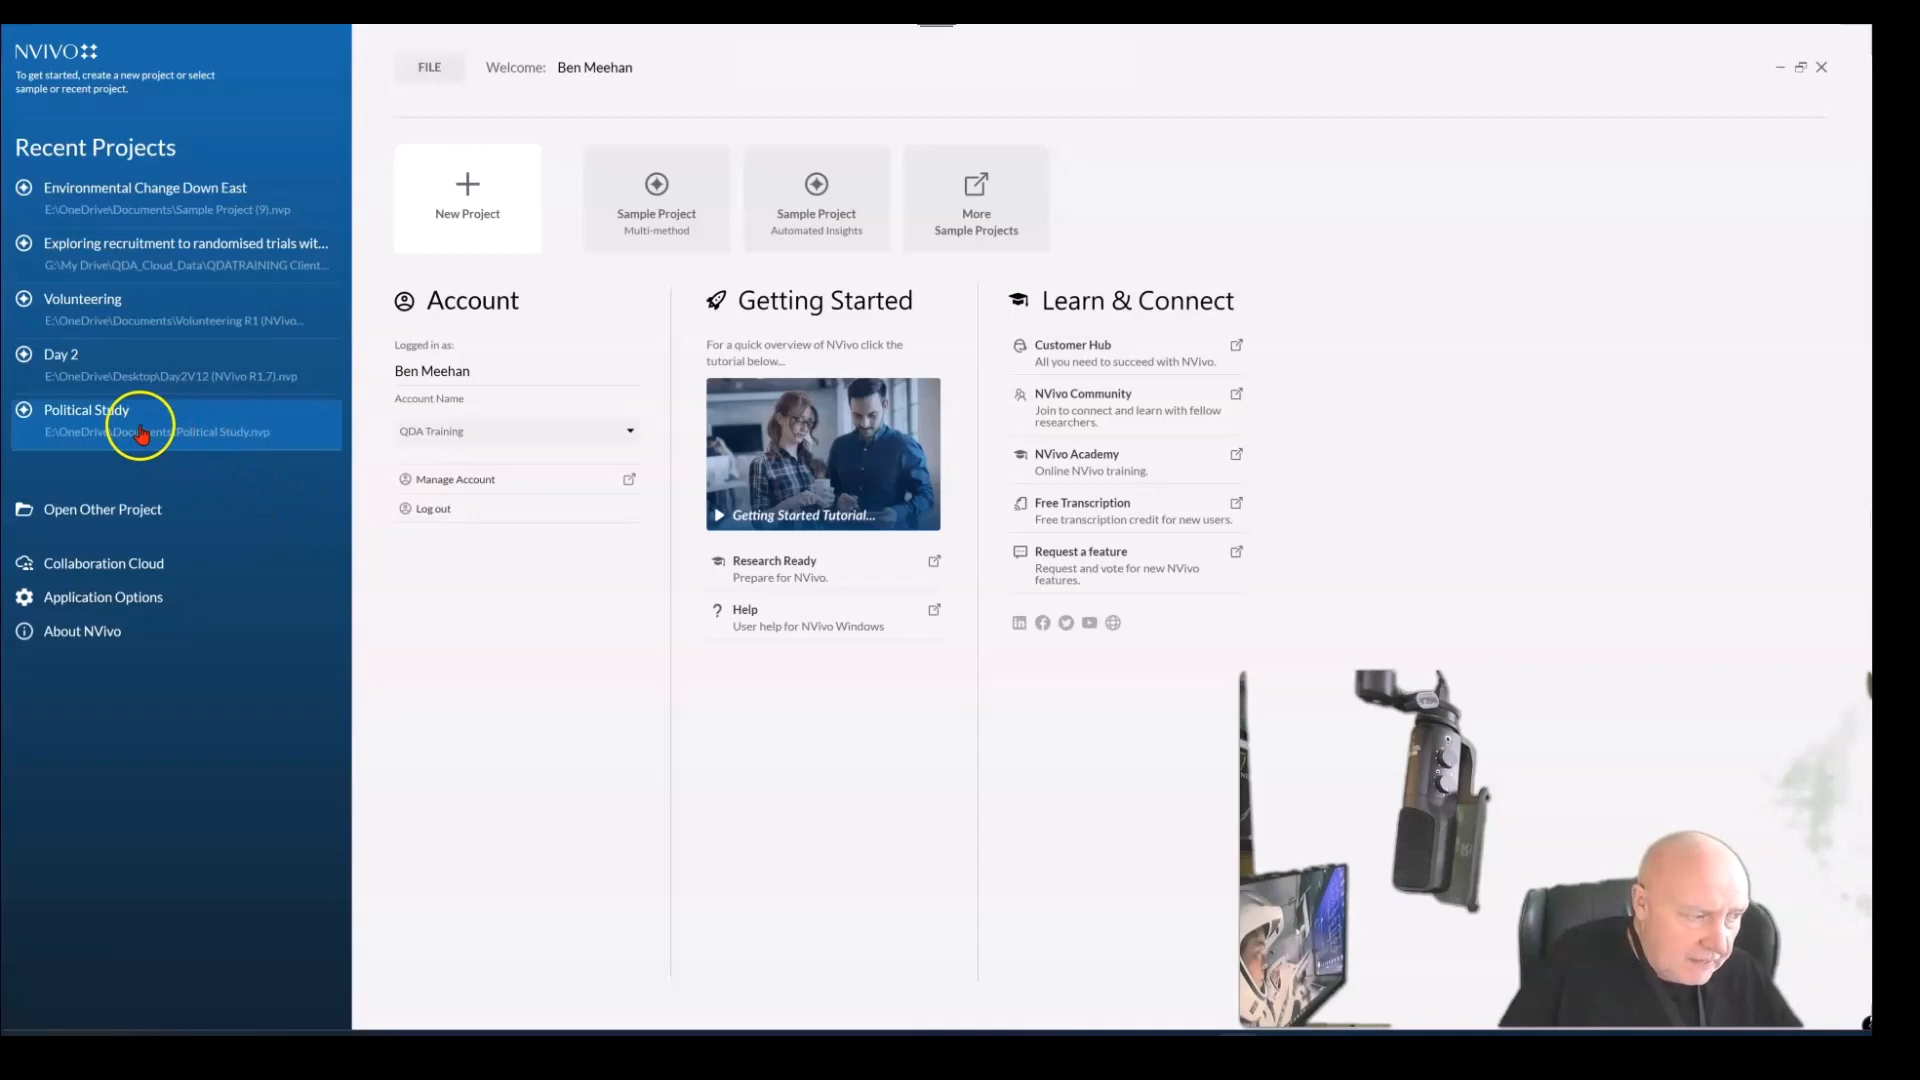 NVIVO
To get started, create a new project or select
sample or recent project.
Recent Projects
Environmental Change Down East
E:\OneDrive\Documents\Sample Project (9).nvp
Exploring recruitment to randomised trials wit...
G:\My Drive\QDA_Cloud_Data\QDATRAINING Client...
Volunteering
E:\OneDrive\Documents\Volunteering R1 (NVivo...
Day 2
E:\OneDrive\Desktop\Day2V12 (NVivo R1.7).nvp
Political Study
E:\OneDrive\Documents\Political Study.nvp
Open Other Project
Collaboration Cloud
Application Options
About NVivo
FILE
Welcome: Ben Meehan
New Project
Sample Project
Multi-method
Sample Project
Automated Insights
More
Sample Projects
Account
Logged in as:
Ben Meehan
Account Name
QDA Training
Manage Account
Log out
Getting Started
For a quick overview of NVivo click the
tutorial below...
Getting Started Tutorial...
Research Ready
Prepare for NVivo.
Help
User help for NVivo Windows
Learn & Connect
Customer Hub
All you need to succeed with NVivo.
NVivo Community
Join to connect and learn with fellow
researchers.
NVivo Academy
Online NVivo training.
Free Transcription
Free transcription credit for new users.
Request a feature
Request and vote for new NVivo
features.